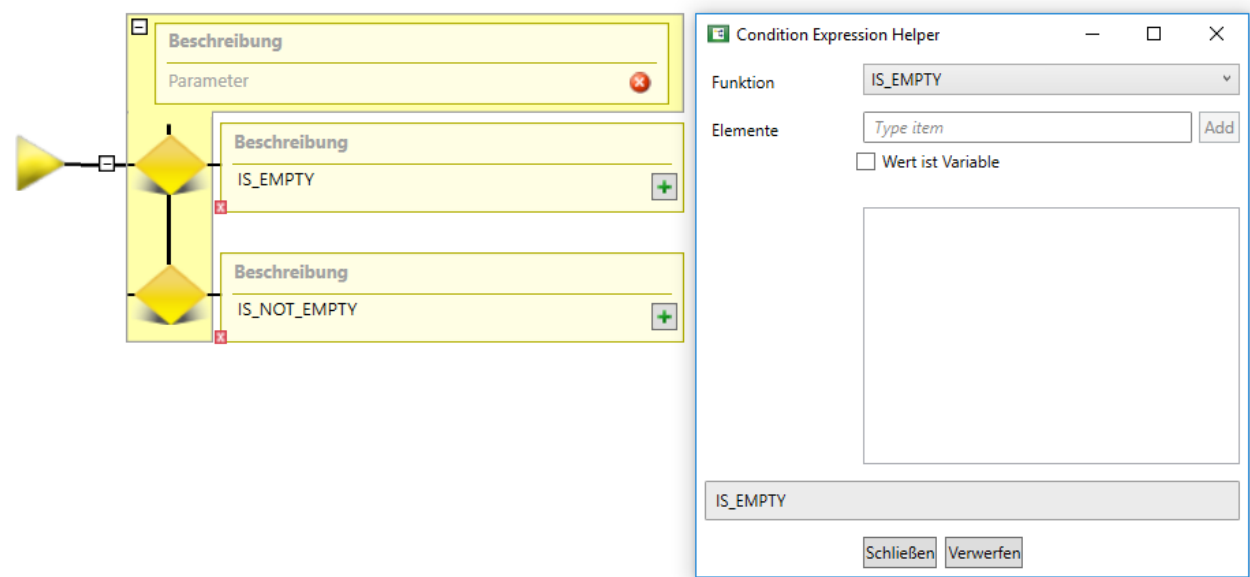 Beschreibung
Parameter
Beschreibung
IS_EMPTY
Beschreibung
IS_NOT_EMPTY
Condition Expression Helper
Funktion
IS_EMPTY
Elemente
Type item
Add
Wert ist Variable
IS_EMPTY
Schließen
Verwerfen